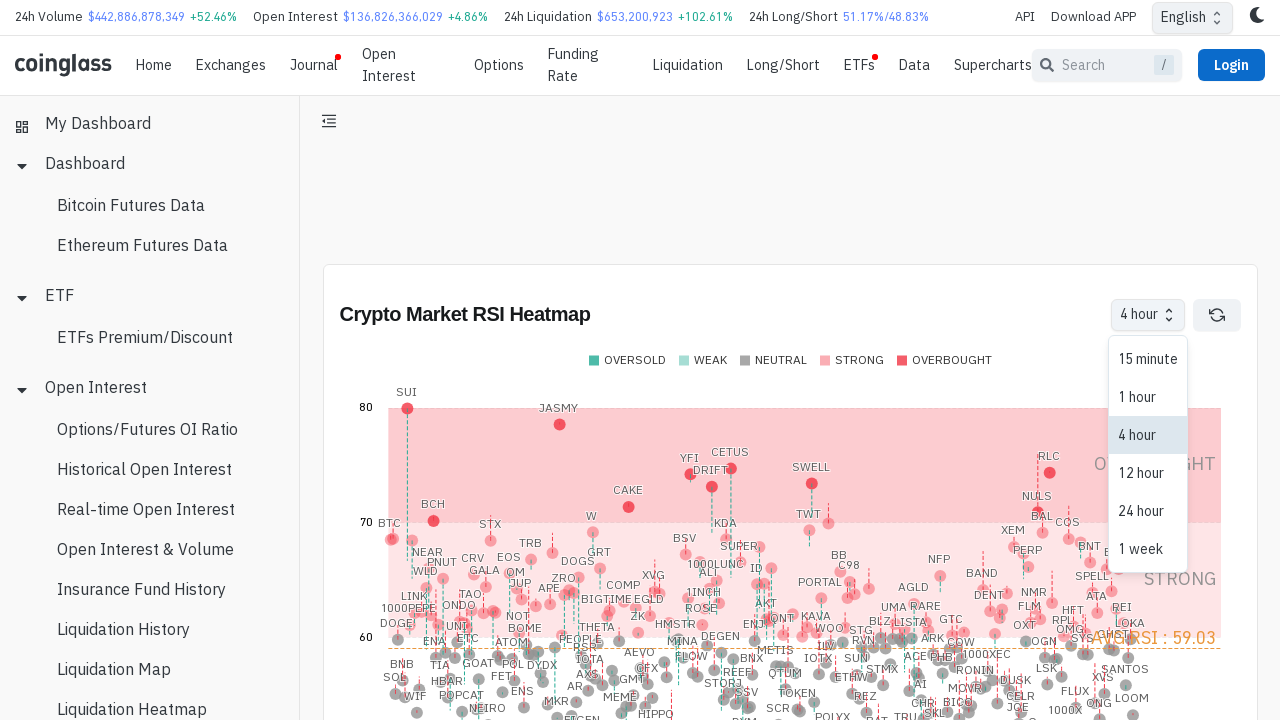 24h Volume $442,886,878,349 +52.46% Open Interest $136,826,366,029 +4.86% 24h Liquidation $653,200,923 +102.61% 24h Long/Short 51.17%/48.83% API Download APP English
coinglass Home Exchanges Journal Open Interest Options Funding Rate Liquidation Long/Short ETFs Data Supercharts Search / Login
My Dashboard
Dashboard
Bitcoin Futures Data
Ethereum Futures Data
ETF
ETFs Premium/Discount
Open Interest
Options/Futures OI Ratio
Historical Open Interest
Real-time Open Interest
Open Interest & Volume
Insurance Fund History
Liquidation History
Liquidation Map
Liquidation Heatmap
Crypto Market RSI Heatmap
4 hour
15 minute
1 hour
4 hour
12 hour
24 hour
1 week
OVERSOLD WEAK NEUTRAL STRONG OVERBOUGHT
SUI
80
JASMY
CETUS
YFI
DRIFT
SWELL
RLC
CAKE
NULS
BCH
W
TWT
BAL
70
BTC
STX
KDA
COS
XEM
BSV
TRB
SUPER
PERP
BNT
NEAR
GRT
BB
CRV
EOS
PNUT
DOGS
1000LUNC
C98
NFP
WLD
GALA
OM
ALI
ID
BAND
STRONG
ZRO
XVG
SPELL
JUP
PORTAL
APE
COMP
AGLD
1INCH
NMR
LINK
TAO
DENT
ATA
BIGTIME
EGLD
AKT
1000PEPE
ONDO
ROSE
UMA
RARE
FLM
HFT
REI
NOT
KAVA
ZK
GTC
RPL
DOGE
UNI
BOME
THETA
HMSTR
BLZ
LISTA
OXT
60
ETC
PEOPLE
DEGEN
STG
ARK
OGN
AVG RSI : 59.03
ENA
ATOM
MINA
RSR
METIS
COW
AEVO
1000XEC
TIA
GOAT
POL
DYDX
IOTA
FLOW
BNX
IOTX
SUN
ACE
PHB
BNB
CFX
LSK
SANTOS
SOL
FET
AXS
REEF
QTUM
ETHW
STMX
RONIN
XVS
HBAR
GMT
STORJ
AI
DUSK
WIF
POPCAT
ENS
AR
MEME
SSV
TOKEN
REZ
MOVR
CELR
FLUX
LOOM
NEIRO
MKR
HIPPO
SCR
CHR
BICO
JOE
1000X
ONG
EIGEN
POLYX